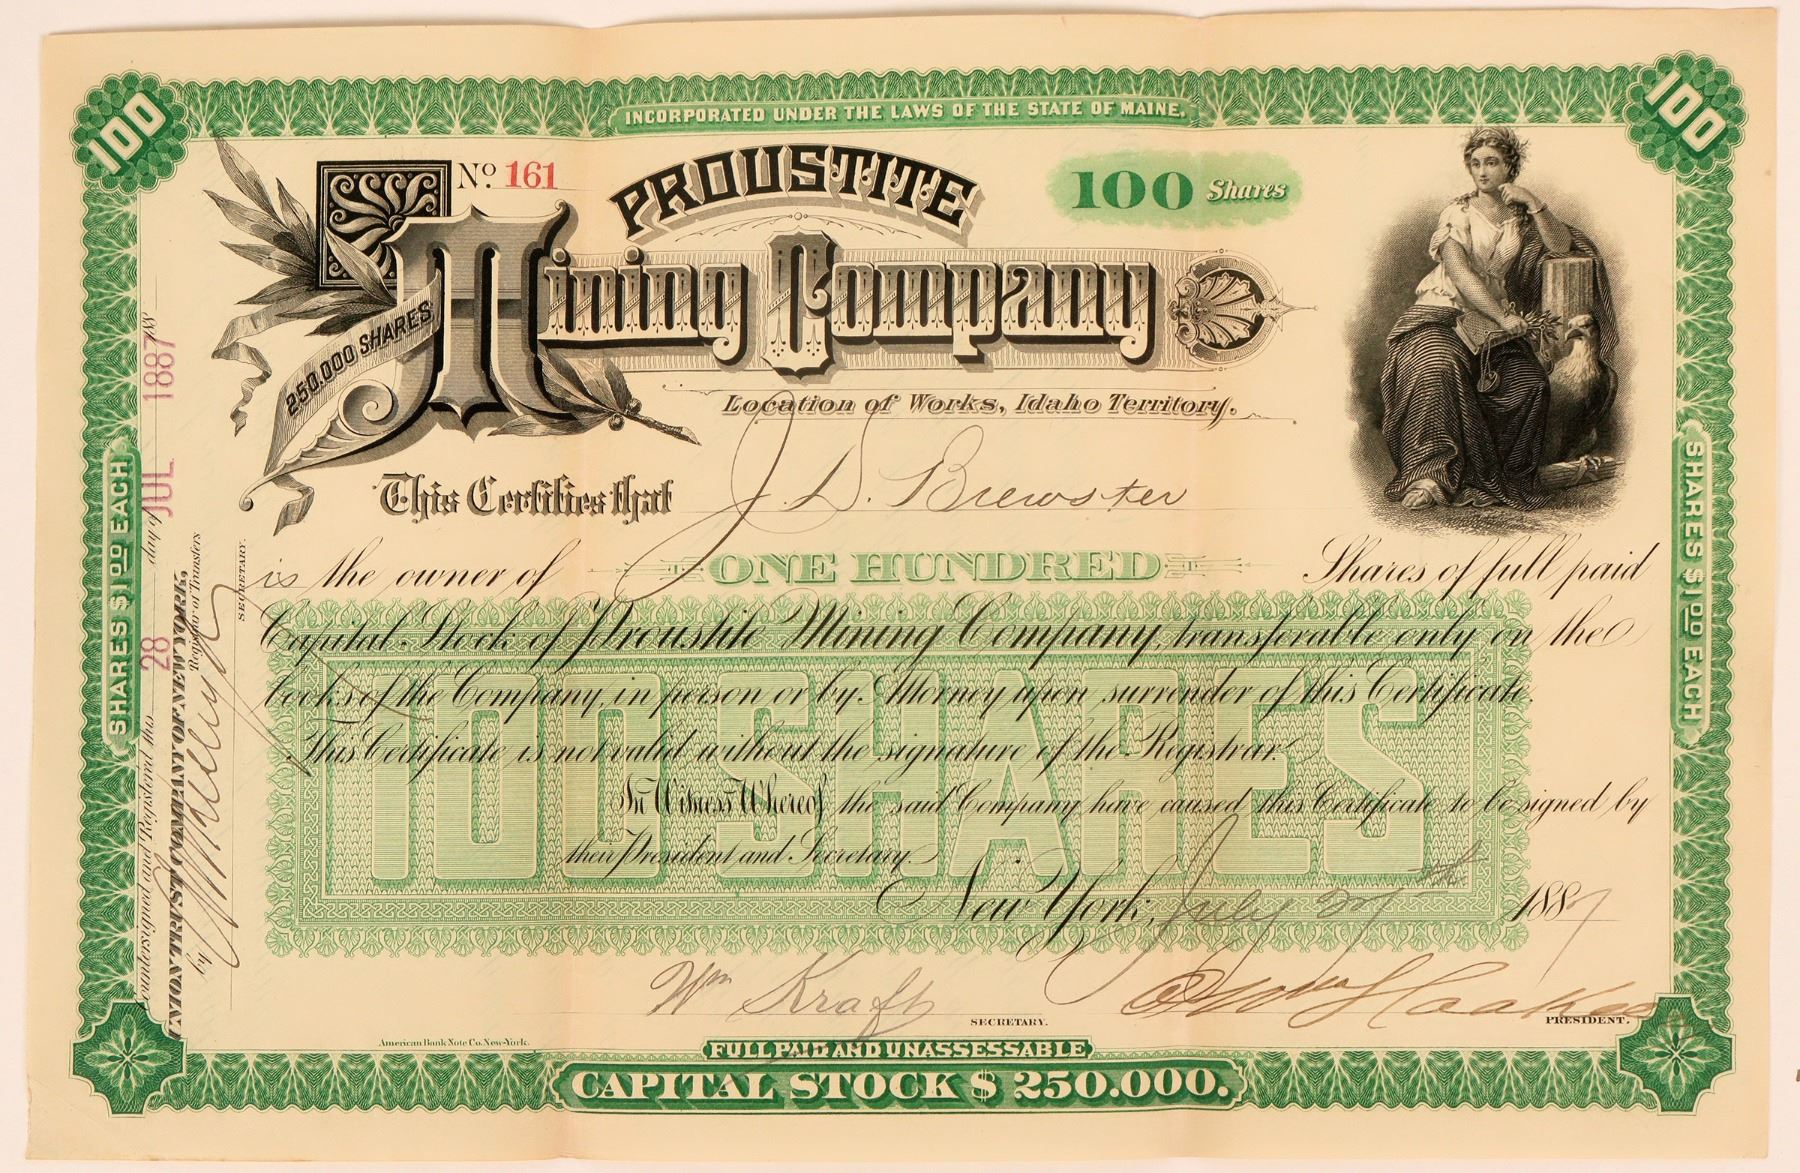 INCORPORATED UNDER THE LAWS OF THE STATE OF MAINE.
100
100
No. 161
PROUSTITE
100 Shares
Mining Company
250.000 SHARES
Location of Works, Idaho Territory.
This Certifies that J. D. Brewster
is the owner of ONE HUNDRED Shares of full paid
Capital Stock of Proustite Mining Company, transferable only on the
books of the Company, in person or by Attorney upon surrender of this Certificate.
This Certificate is not valid without the signature of the Registrar.
In Witness Whereof the said Company have caused this Certificate to be signed by
their President and Secretary.
100 SHARES
New York, July 27th 1887
Wm Kraft SECRETARY.
PRESIDENT.
American Bank Note Co. New-York.
FULL PAID AND UNASSESSABLE
CAPITAL STOCK $250.000.
SHARES $1.00 EACH
SHARES $1.00 EACH
Countersigned and Registered this 28 day of JUL 1887 188
UNION TRUST COMPANY OF NEW YORK,
Registrar of Transfers
by
SECRETARY.